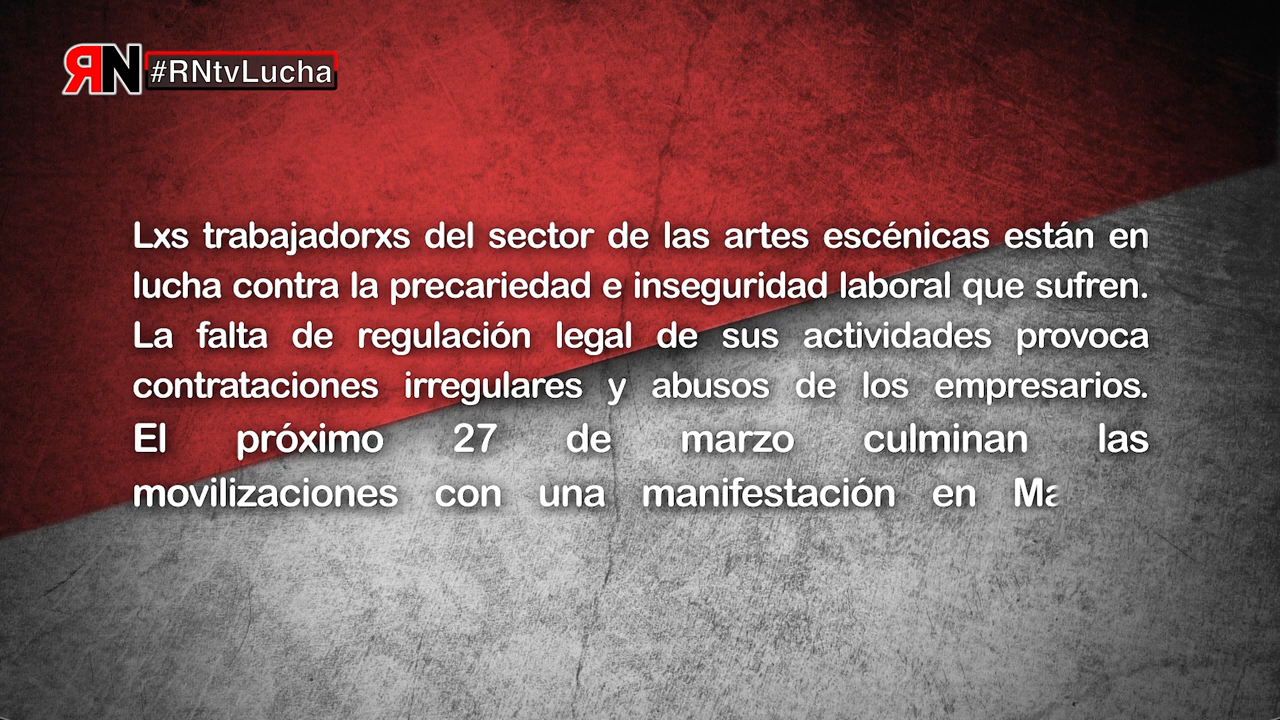 RN #RNtvLucha
Lxs trabajadorxs del sector de las artes escénicas están en
lucha contra la precariedad e inseguridad laboral que sufren.
La falta de regulación legal de sus actividades provoca
contrataciones irregulares y abusos de los empresarios.
El próximo 27 de marzo culminan las
movilizaciones con una manifestación en